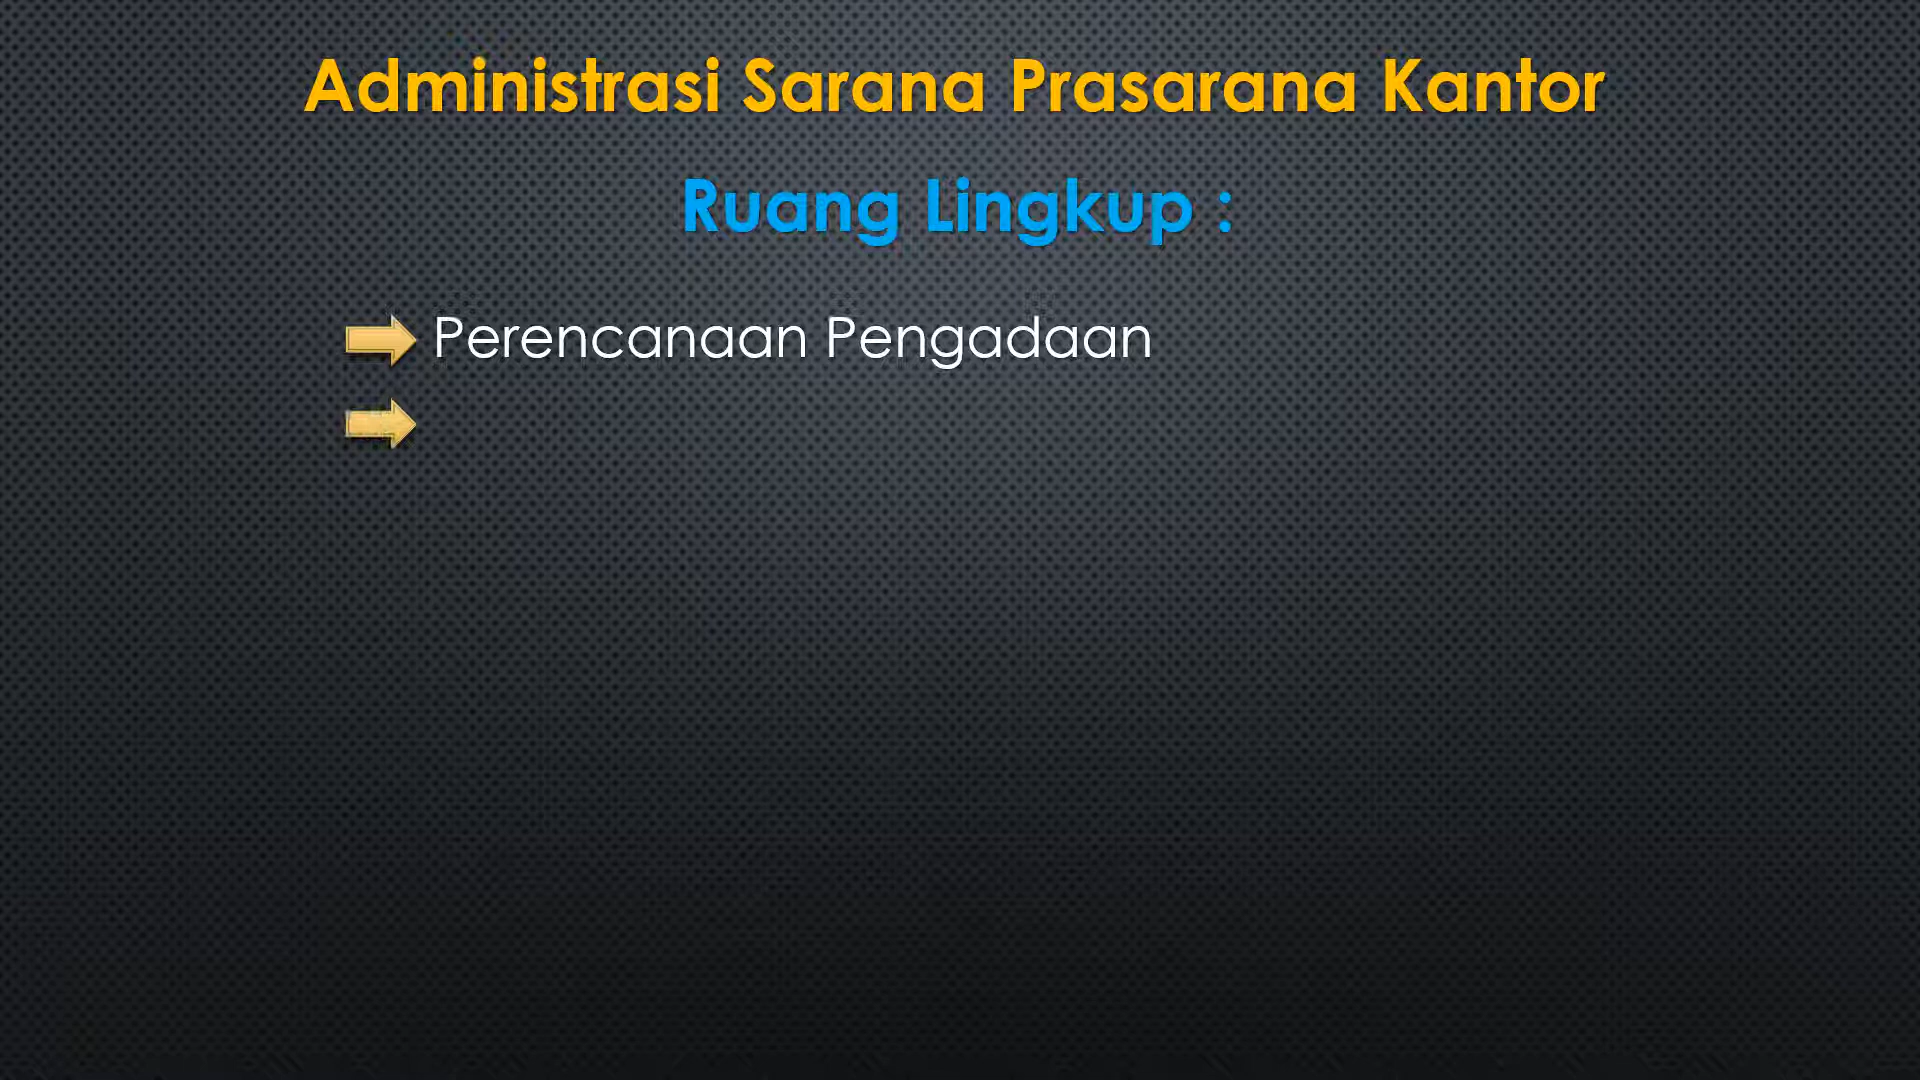 Administrasi Sarana Prasarana Kantor
Ruang Lingkup :
Perencanaan Pengadaan